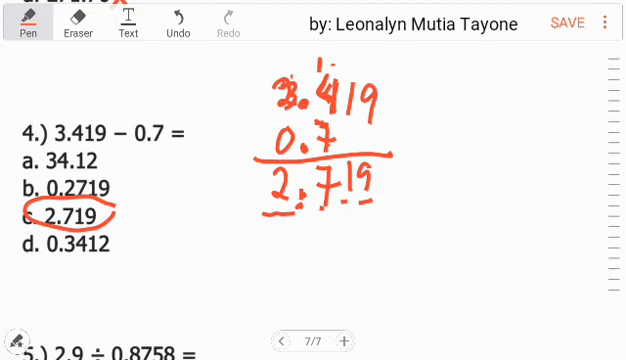 Pen
Eraser
Text
Undo
Redo
by: Leonalyn Mutia Tayone
SAVE
4.) 3.419 − 0.7 =
a. 34.12
b. 0.2719
c. 2.719
d. 0.3412
3.419
0.7
2.719
7/7
5.) 2.9 ÷ 0.8758 =